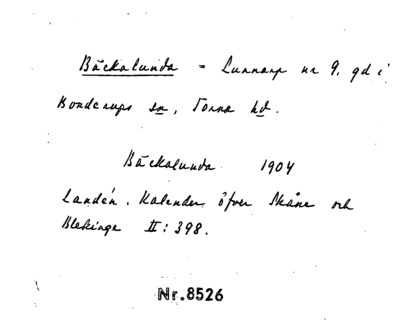 Bäckalunda = Lunnarp nr 9, gd i
Bonderups sn, Torna hd.
Bäckalunda 1904
Landén. Kalender öfver Skåne och
Blekinge II: 398.
Nr.8526